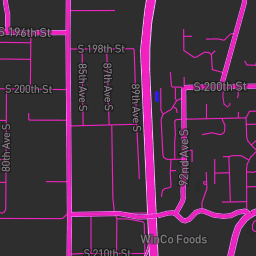 S 196th St
S 198th St
S 200th St
S 200th St
85th Ave S
87th Ave S
89th Ave S
80th Ave S
92nd Ave S
WinCo Foods
S 210th St